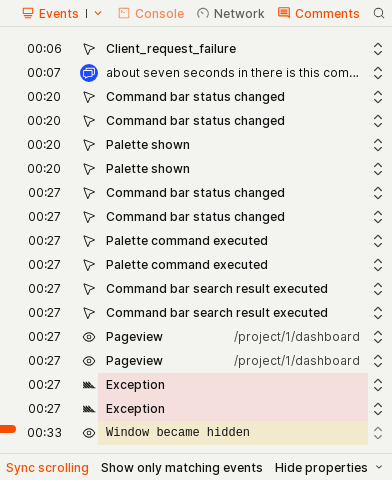 Events
Console
Network
Comments
00:06 Client_request_failure
00:07 about seven seconds in there is this com...
00:20 Command bar status changed
00:20 Command bar status changed
00:20 Palette shown
00:20 Palette shown
00:27 Command bar status changed
00:27 Command bar status changed
00:27 Palette command executed
00:27 Palette command executed
00:27 Command bar search result executed
00:27 Command bar search result executed
00:27 Pageview /project/1/dashboard
00:27 Pageview /project/1/dashboard
00:27 Exception
00:27 Exception
00:33 Window became hidden
Sync scrolling Show only matching events Hide properties